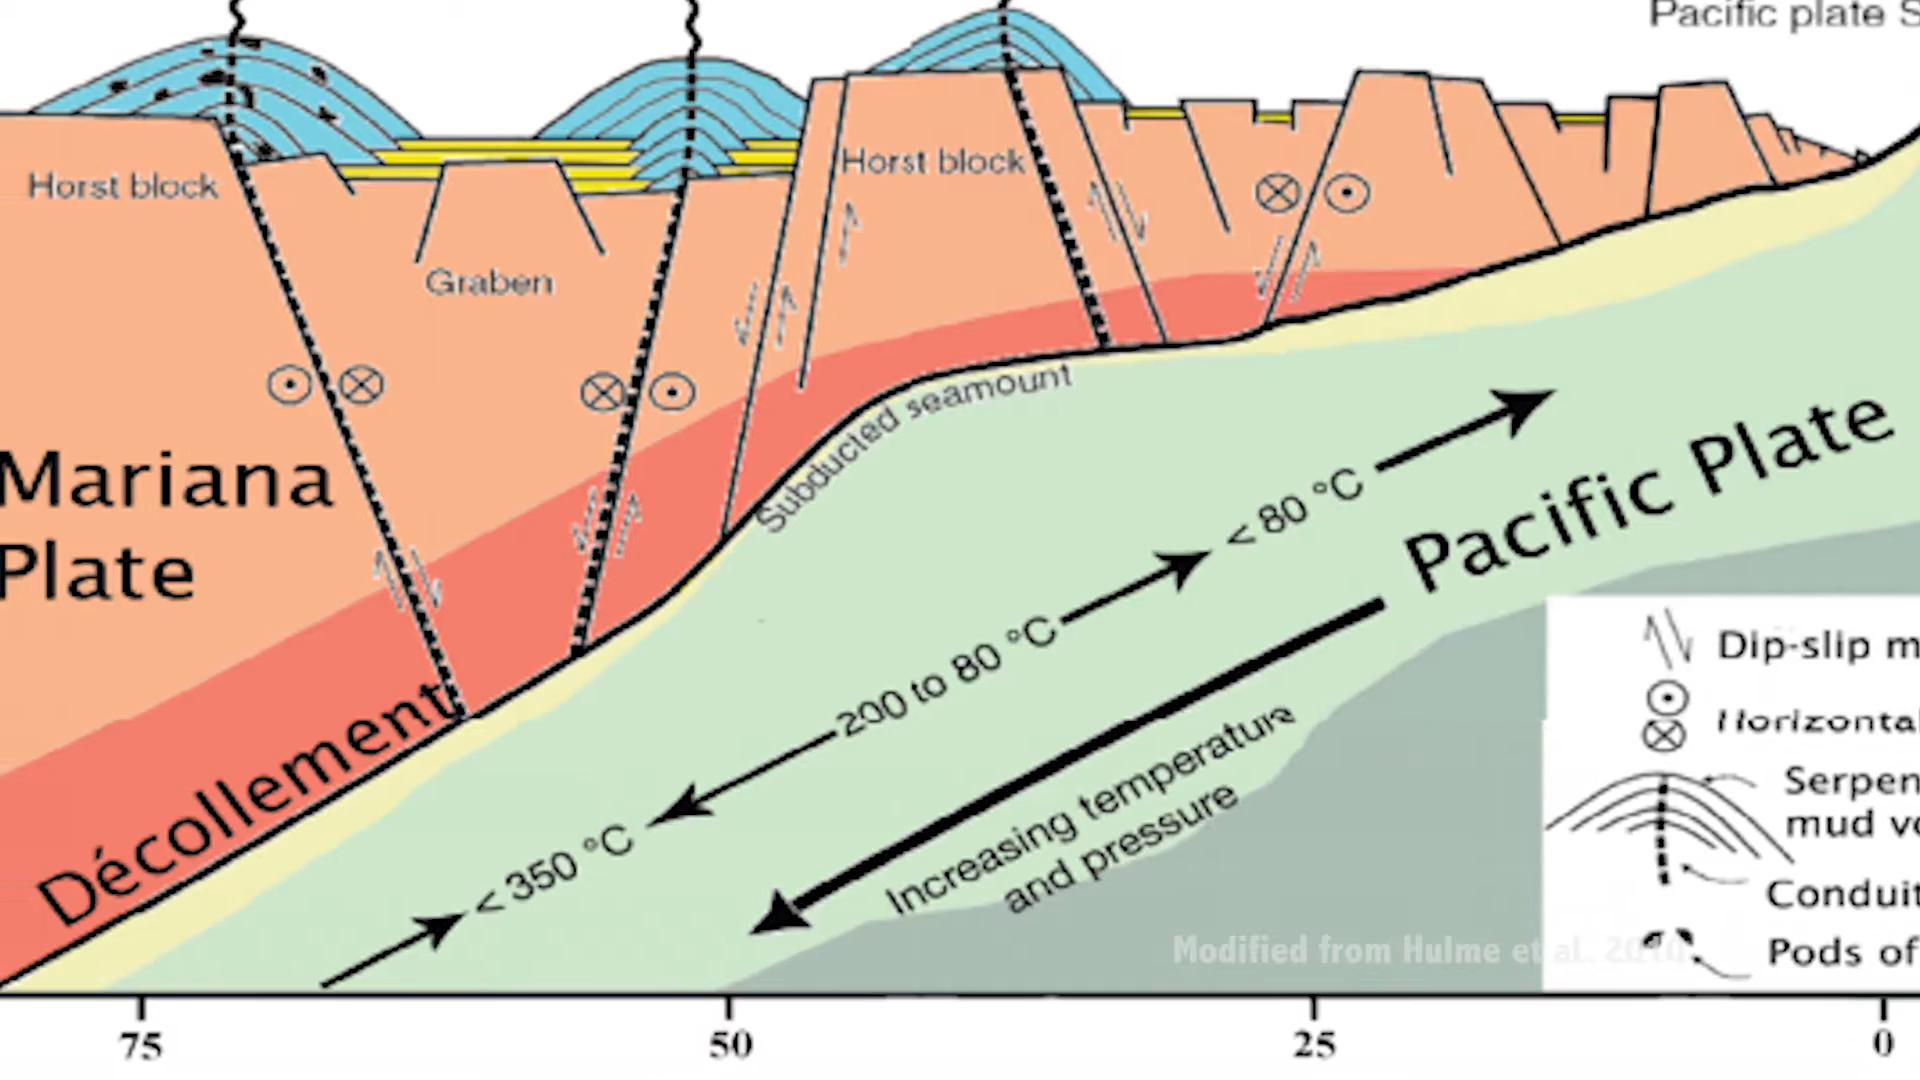 Pacific plate S
Horst block
Horst block
Graben
Mariana
Plate
Subducted seamount
Décollement
< 80 °C
200 to 80 °C
< 350 °C
Pacific Plate
Increasing temperature
and pressure
Dip-slip m
Horizontal
Serpen
mud vo
Conduit
Pods of
Modified from Hulme et al. 2010
75
50
25
0